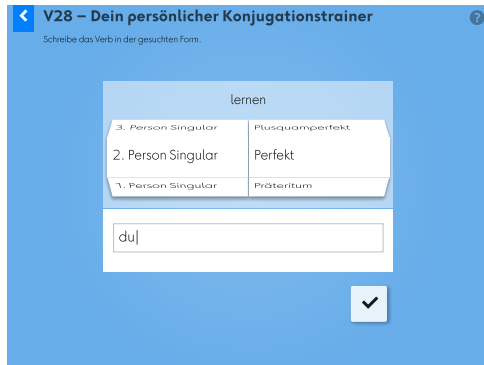 V28 – Dein persönlicher Konjugationstrainer
?
Schreibe das Verb in der gesuchten Form.
lernen
3. Person Singular Plusquamperfekt
2. Person Singular Perfekt
1. Person Singular Präteritum
du